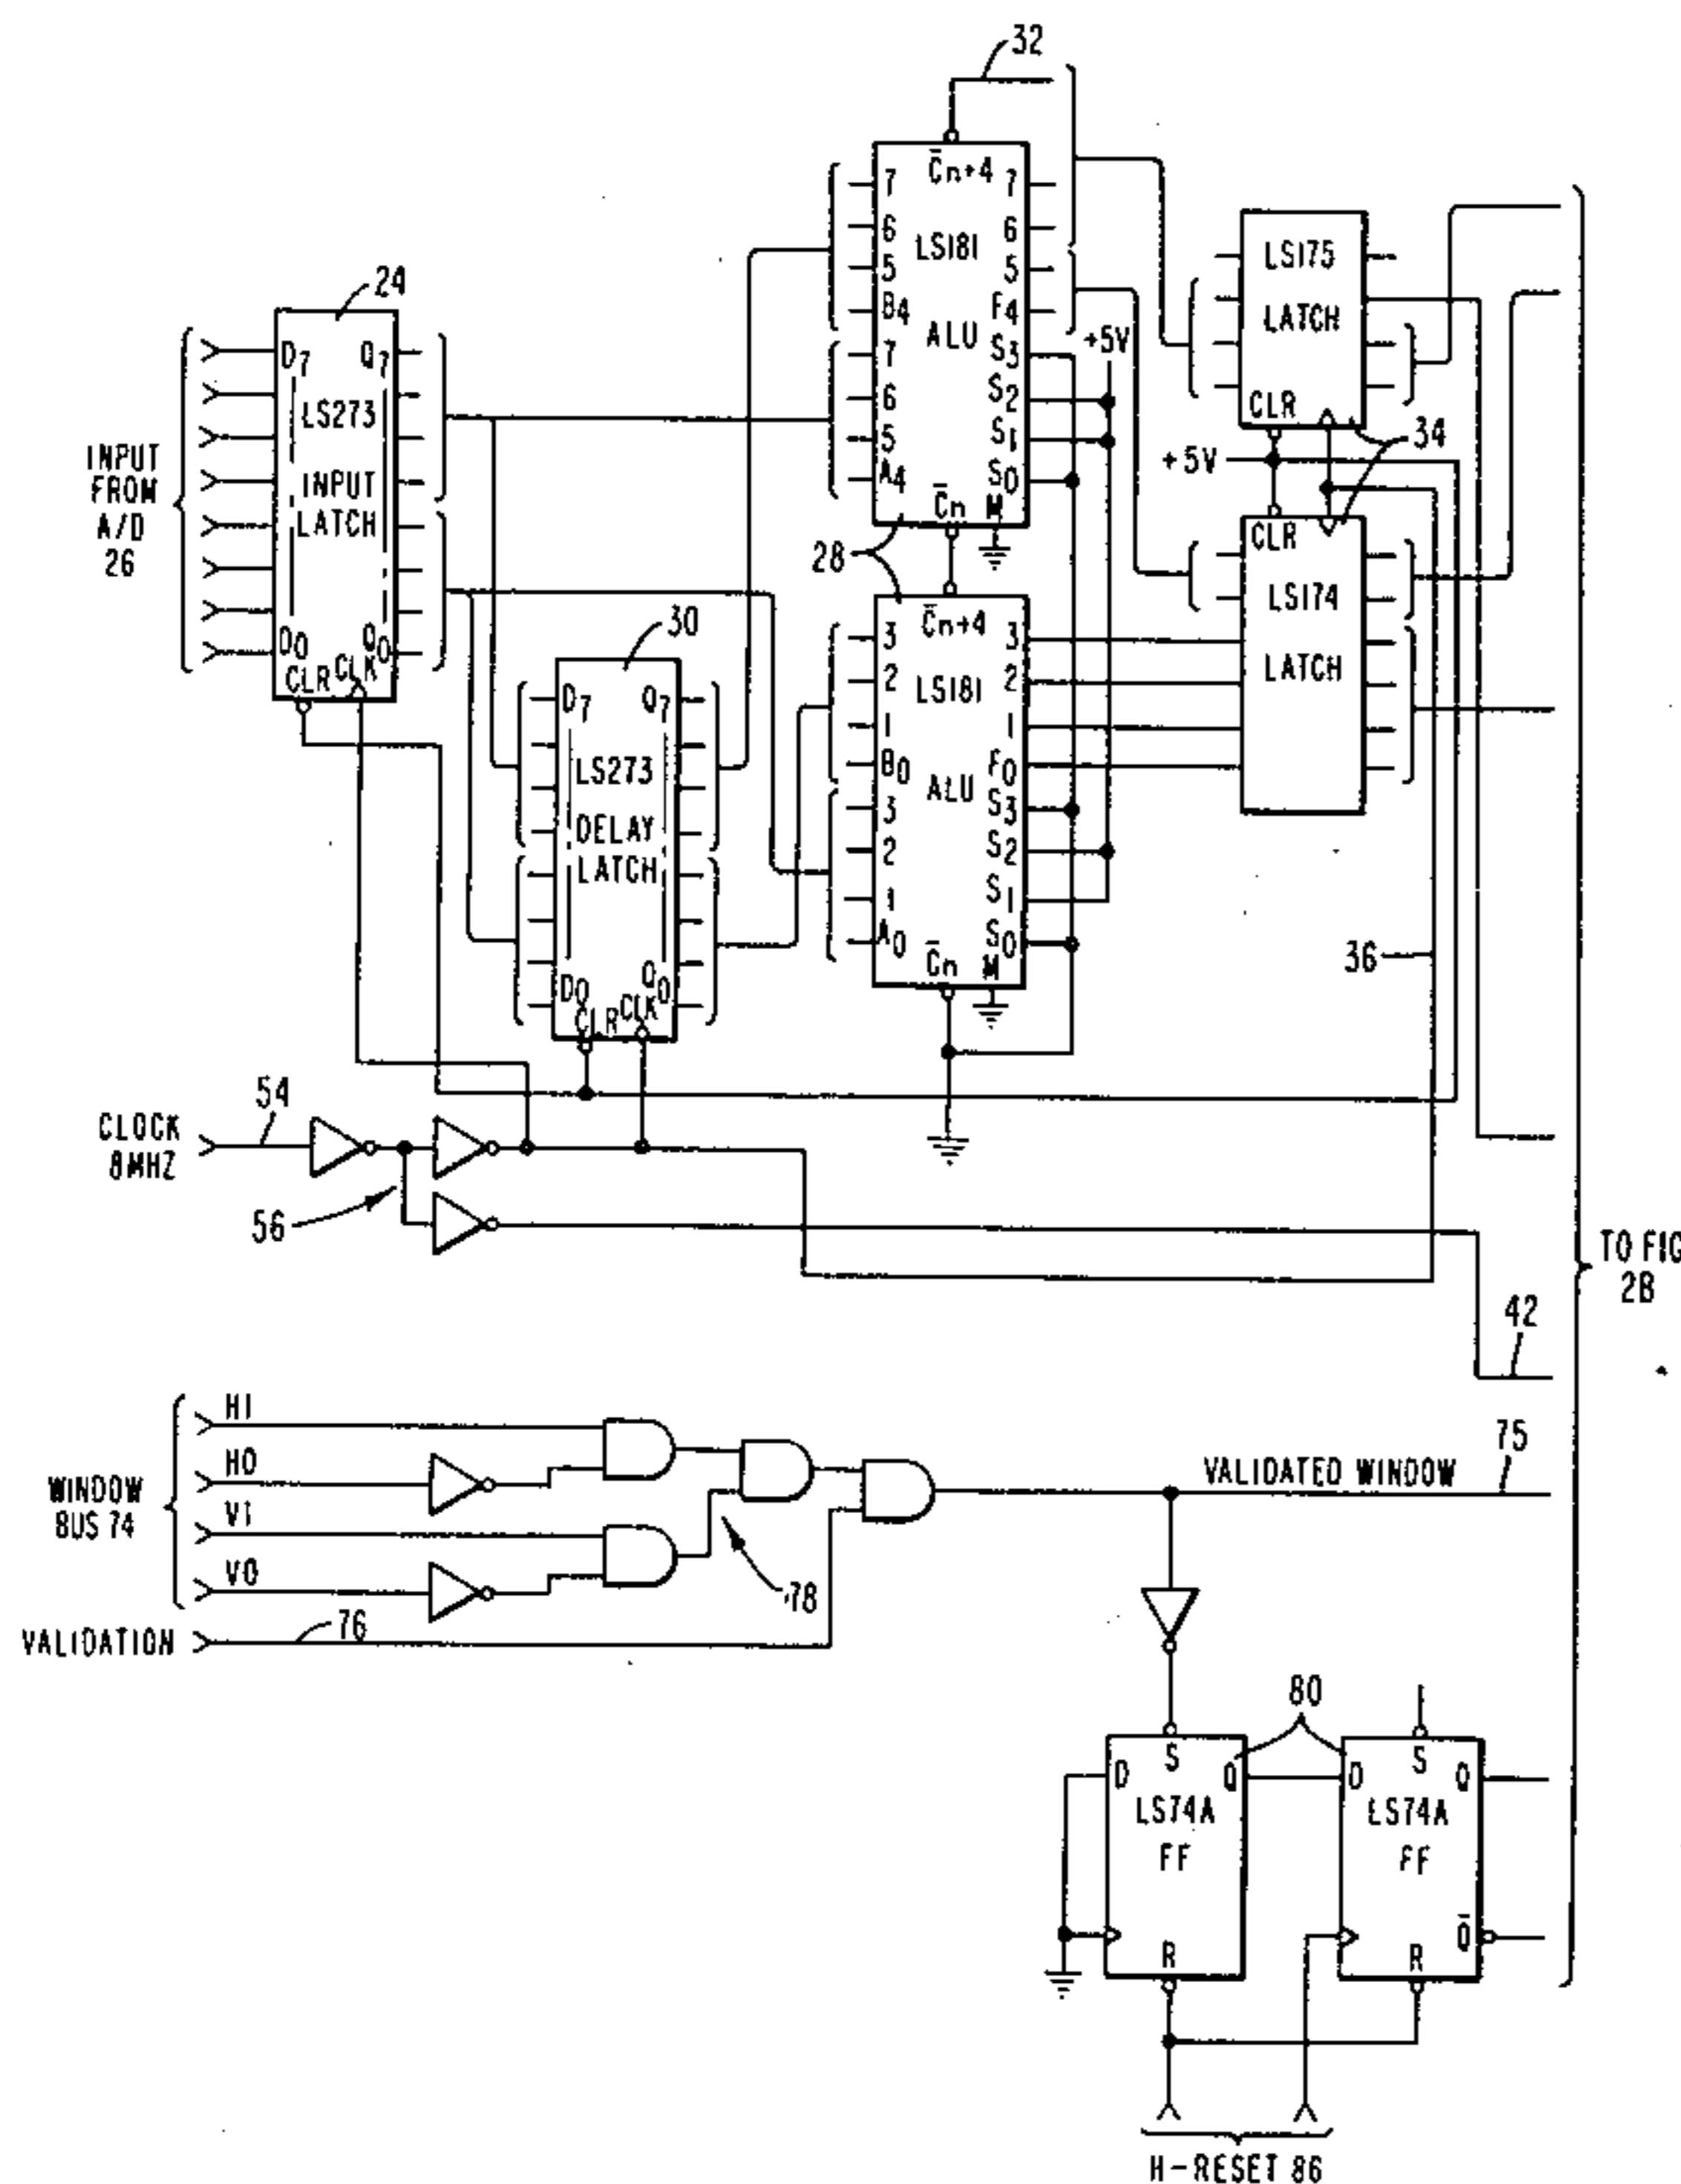 32
C̄n+4
7 7
6 LS181 6
5 5
B4 F4
ALU
7 S3
6 S2
5 S1
A4 S0
C̄n M
+5V
LS175
LATCH
CLR
34
+5V
24
D7 Q7
LS273
INPUT
LATCH
D0 Q0
CLR CLK
INPUT
FROM
A/D
26
28
CLR
LS174
LATCH
30
D7 Q7
LS273
DELAY
LATCH
D0 Q0
CLR CLK
C̄n+4
3 3
2 LS181 2
1 1
B0 F0
ALU
3 S3
2 S2
1 S1
A0 S0
C̄n M
36
CLOCK
8MHZ
54
56
TO FIG
2B
42
WINDOW
BUS 74
HI
HO
VI
VO
VALIDATION
76
78
VALIDATED WINDOW
75
80
S
D Q
LS74A
FF
R
S
D Q
LS74A
FF
Q̄
R
H-RESET 86